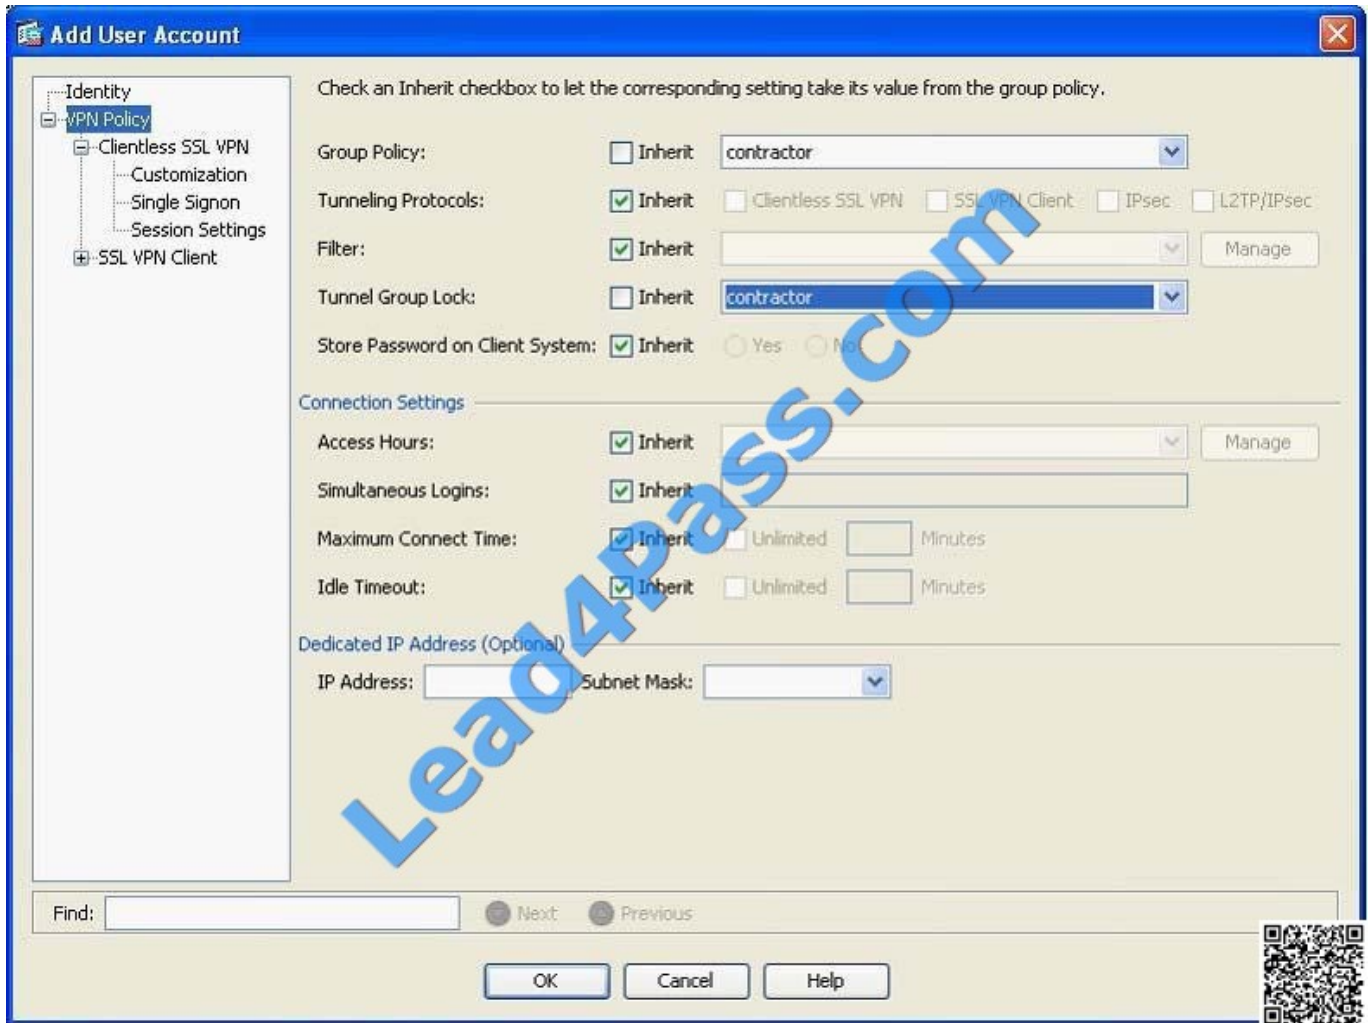 Add User Account
Identity
VPN Policy
Clientless SSL VPN
Customization
Single Signon
Session Settings
SSL VPN Client
Check an Inherit checkbox to let the corresponding setting take its value from the group policy.
Group Policy: Inherit contractor
Tunneling Protocols: Inherit Clientless SSL VPN SSL VPN Client IPsec L2TP/IPsec
Filter: Inherit Manage
Tunnel Group Lock: Inherit contractor
Store Password on Client System: Inherit Yes No
Connection Settings
Access Hours: Inherit Manage
Simultaneous Logins: Inherit
Maximum Connect Time: Inherit Unlimited Minutes
Idle Timeout: Inherit Unlimited Minutes
Dedicated IP Address (Optional)
IP Address: Subnet Mask:
Lead4Pass.com
Find: Next Previous
OK Cancel Help